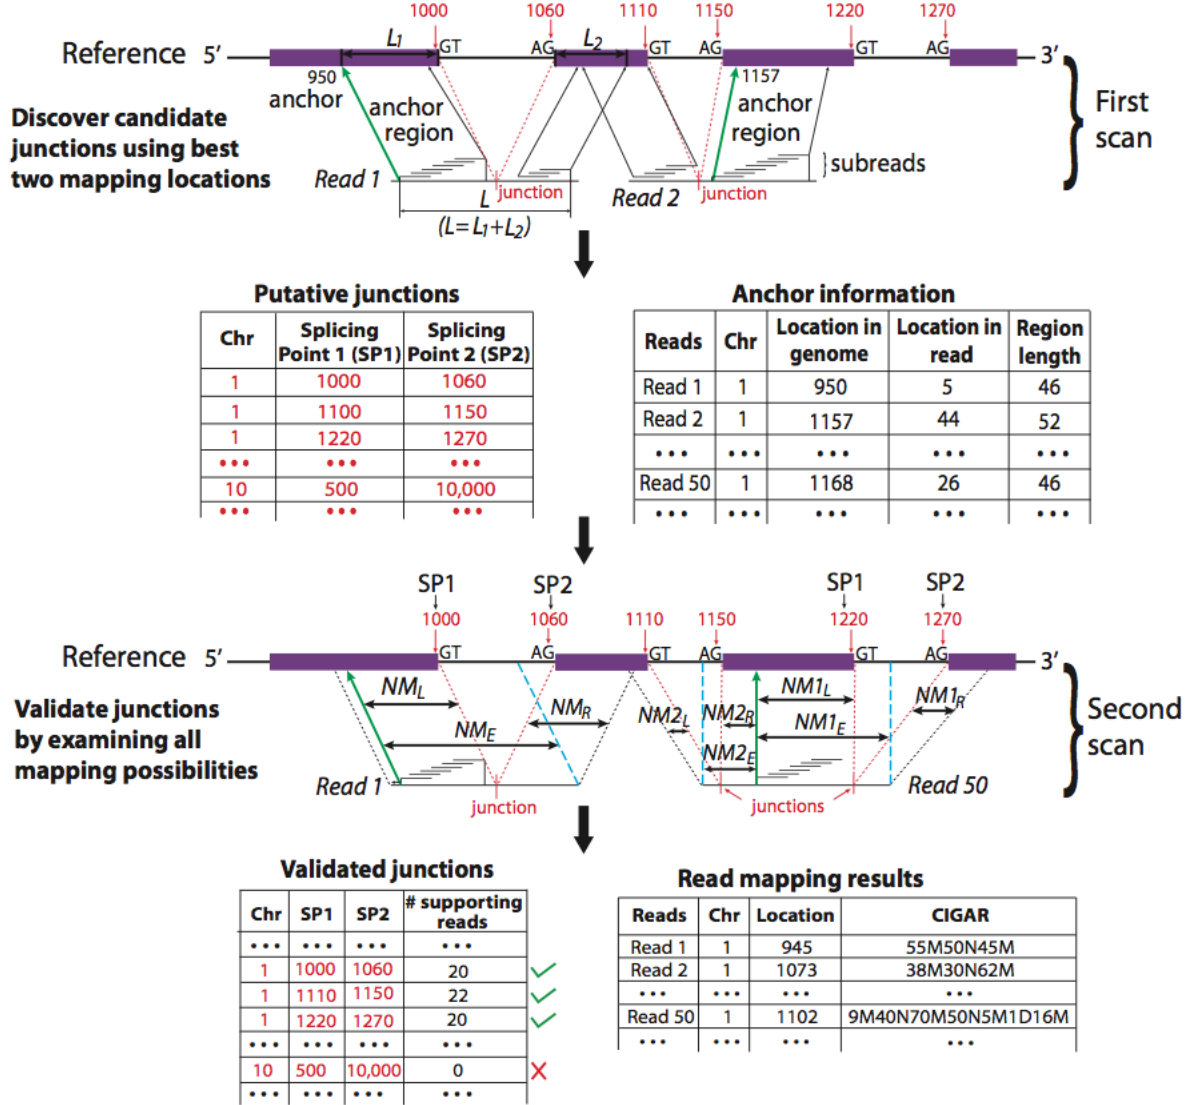 1000 1060 1110 1150 1220 1270
Reference 5′ L1 GT AG L2 GT AG GT AG 3′
950 1157
anchor anchor region anchor region
Discover candidate
junctions using best
two mapping locations
First
scan
Read 1 junction Read 2 junction subreads
L
(L=L1+L2)
Putative junctions
Chr Splicing Point 1 (SP1) Splicing Point 2 (SP2)
1 1000 1060
1 1100 1150
1 1220 1270
••• ••• •••
10 500 10,000
••• ••• •••
Anchor information
Reads Chr Location in genome Location in read Region length
Read 1 1 950 5 46
Read 2 1 1157 44 52
••• ••• ••• ••• •••
Read 50 1 1168 26 46
••• ••• ••• ••• •••
SP1 SP2 SP1 SP2
1000 1060 1110 1150 1220 1270
Reference 5′ GT AG GT AG GT AG 3′
NML NMR NM2L NM2R NM1L NM1R
NME NM2E NM1E
Validate junctions
by examining all
mapping possibilities
Second
scan
Read 1 junction junctions Read 50
Validated junctions
Chr SP1 SP2 # supporting reads
••• ••• ••• •••
1 1000 1060 20 ✓
1 1110 1150 22 ✓
1 1220 1270 20 ✓
••• ••• ••• •••
10 500 10,000 0 X
••• ••• ••• •••
Read mapping results
Reads Chr Location CIGAR
Read 1 1 945 55M50N45M
Read 2 1 1073 38M30N62M
••• ••• ••• •••
Read 50 1 1102 9M40N70M50N5M1D16M
••• ••• ••• •••